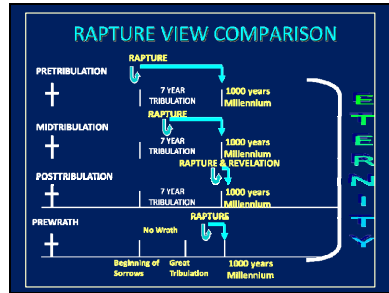 RAPTURE VIEW COMPARISON
RAPTURE
PRETRIBULATION
7 YEAR
TRIBULATION
1000 years
Millennium
RAPTURE
MIDTRIBULATION
7 YEAR
TRIBULATION
1000 years
Millennium
RAPTURE & REVELATION
POSTTRIBULATION
7 YEAR
TRIBULATION
1000 years
Millennium
PREWRATH
RAPTURE
No Wrath
Beginning of
Sorrows
Great
Tribulation
1000 years
Millennium
ETERNITY